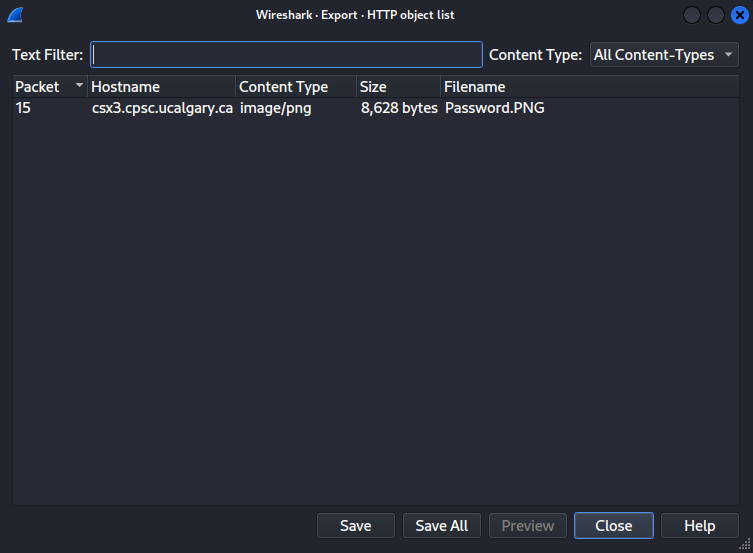 Wireshark · Export · HTTP object list
Text Filter: Content Type: All Content-Types
Packet Hostname Content Type Size Filename
15 csx3.cpsc.ucalgary.ca image/png 8,628 bytes Password.PNG
Save Save All Preview Close Help